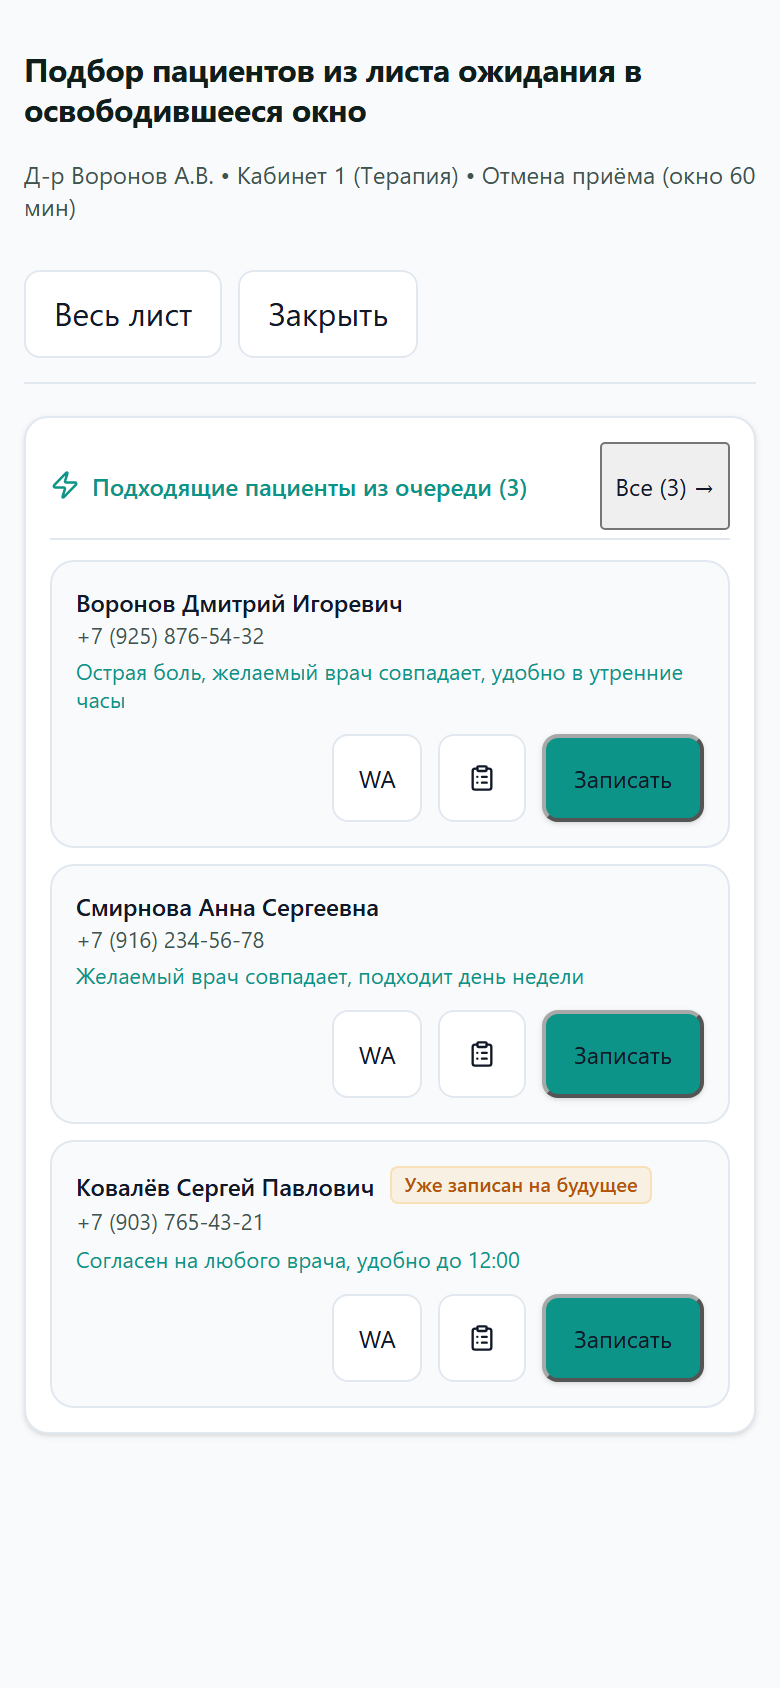 Подбор пациентов из листа ожидания в
освободившееся окно
Д-р Воронов А.В. • Кабинет 1 (Терапия) • Отмена приёма (окно 60
мин)
Весь лист
Закрыть
Подходящие пациенты из очереди (3)
Все (3) →
Воронов Дмитрий Игоревич
+7 (925) 876-54-32
Острая боль, желаемый врач совпадает, удобно в утренние
часы
WA
Записать
Смирнова Анна Сергеевна
+7 (916) 234-56-78
Желаемый врач совпадает, подходит день недели
WA
Записать
Ковалёв Сергей Павлович
Уже записан на будущее
+7 (903) 765-43-21
Согласен на любого врача, удобно до 12:00
WA
Записать